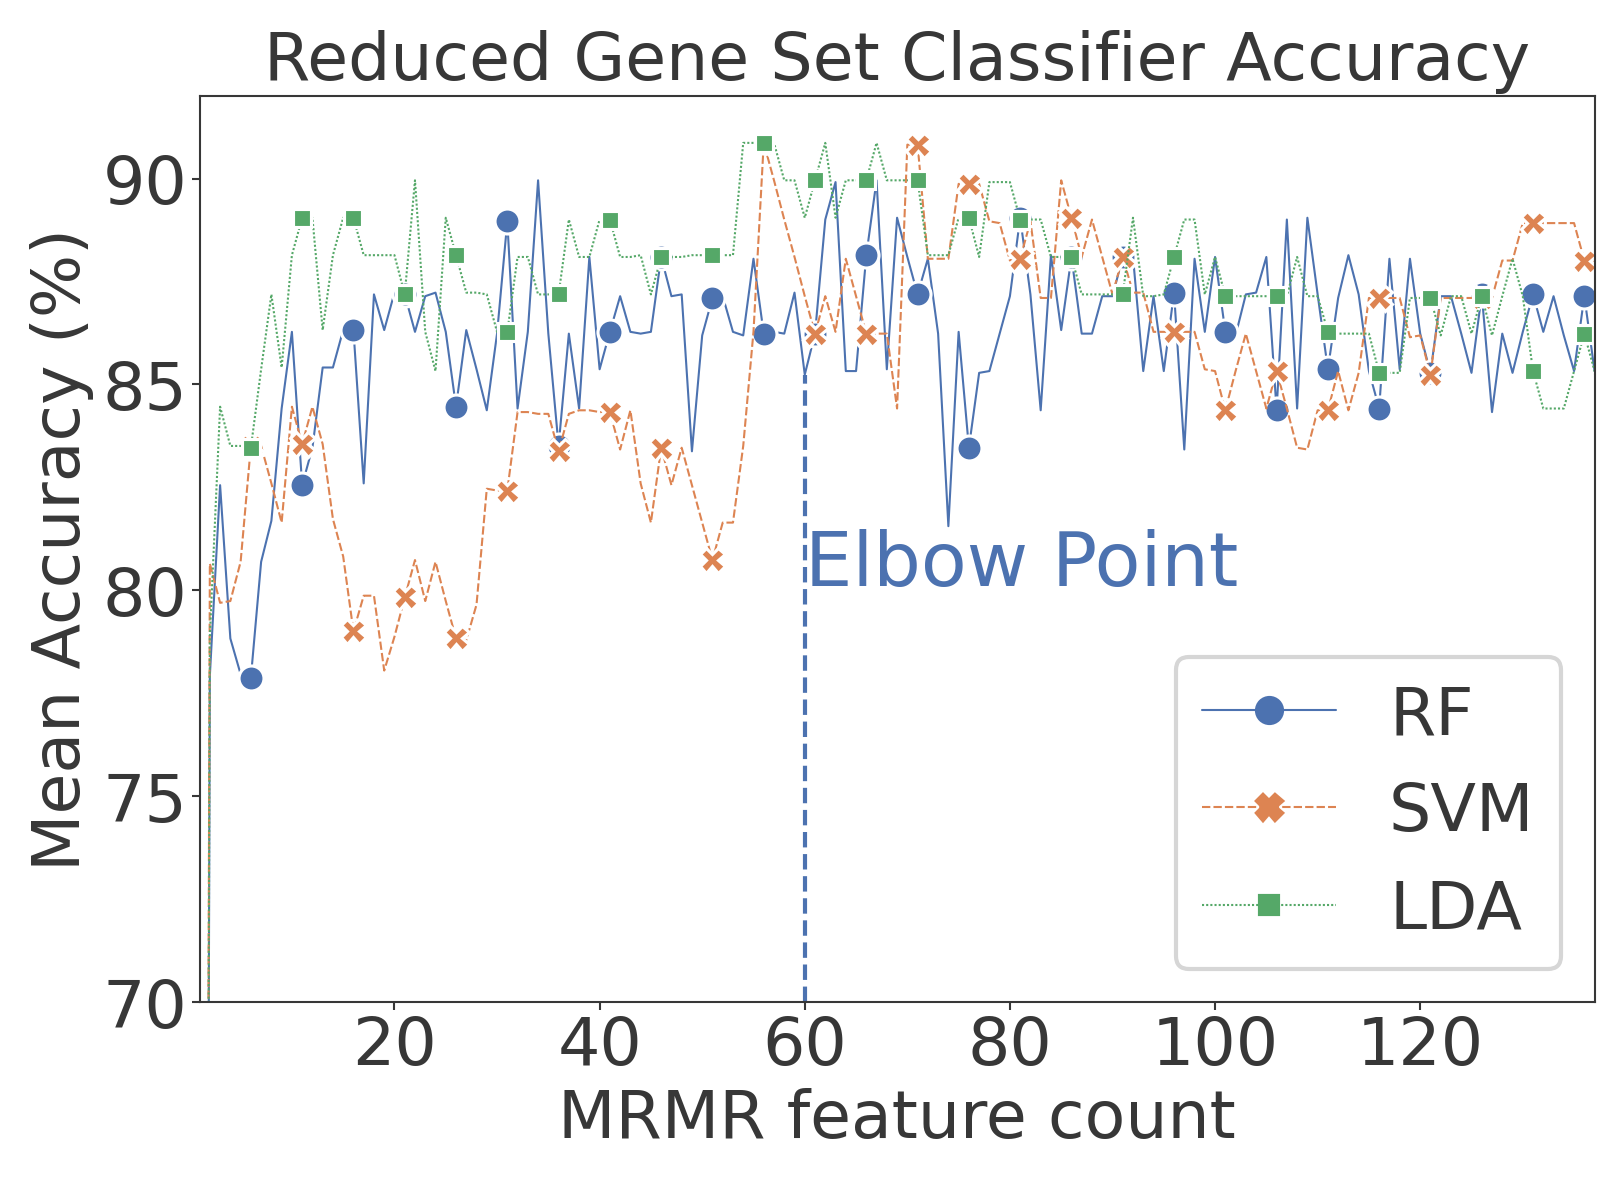 Reduced Gene Set Classifier Accuracy
Mean Accuracy (%)
90
85
80
75
70
Elbow Point
RF
SVM
LDA
20 40 60 80 100 120
MRMR feature count